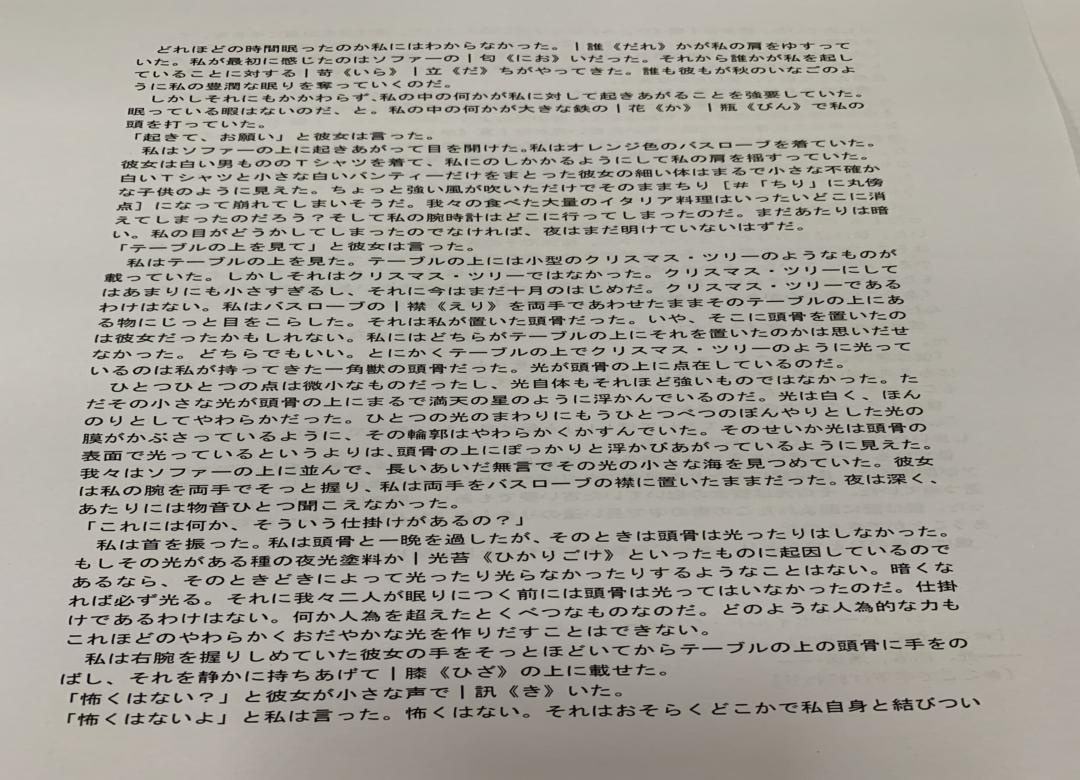 どれほどの時間眠ったのか私にはわからなかった。｜誰《だれ》かが私の肩をゆすって
いた。私が最初に感じたのはソファーの｜匂《にお》いだった。それから誰かが私を起し
ていることに対する｜苛《いら》｜立《だ》ちがやってきた。誰も彼もが秋のいなごのよ
うに私の豊潤な眠りを奪っていくのだ。
しかしそれにもかかわらず、私の中の何かが私に対して起きあがることを強要していた。
眠っている暇はないのだ、と。私の中の何かが大きな鉄の｜花《か》｜瓶《びん》で私の
頭を打っていた。
「起きて、お願い」と彼女は言った。
私はソファーの上に起きあがって目を開けた。私はオレンジ色のバスローブを着ていた。
彼女は白い男もののＴシャツを着て、私にのしかかるようにして私の肩を揺すっていた。
白いＴシャツと小さな白いパンティーだけをまとった彼女の細い体はまるで小さな不確か
な子供のように見えた。ちょっと強い風が吹いただけでそのままちり［＃「ちり」に丸傍
点］になって崩れてしまいそうだ。我々の食べた大量のイタリア料理はいったいどこに消
えてしまったのだろう？そして私の腕時計はどこに行ってしまったのだ。まだあたりは暗
い。私の目がどうかしてしまったのでなければ、夜はまだ明けていないはずだ。
「テーブルの上を見て」と彼女は言った。
私はテーブルの上を見た。テーブルの上には小型のクリスマス・ツリーのようなものが
載っていた。しかしそれはクリスマス・ツリーではなかった。クリスマス・ツリーにして
はあまりにも小さすぎるし、それに今はまだ十月のはじめだ。クリスマス・ツリーである
わけはない。私はバスローブの｜襟《えり》を両手であわせたままそのテーブルの上にあ
る物にじっと目をこらした。それは私が置いた頭骨だった。いや、そこに頭骨を置いたの
は彼女だったかもしれない。私にはどちらがテーブルの上にそれを置いたのかは思いだせ
なかった。どちらでもいい。とにかくテーブルの上でクリスマス・ツリーのように光って
いるのは私が持ってきた一角獣の頭骨だった。光が頭骨の上に点在しているのだ。
ひとつひとつの点は微小なものだったし、光自体もそれほど強いものではなかった。た
だその小さな光が頭骨の上にまるで満天の星のように浮かんでいるのだ。光は白く、ほん
のりとしてやわらかだった。ひとつの光のまわりにもうひとつべつのぼんやりとした光の
膜がかぶさっているように、その輪郭はやわらかくかすんでいた。そのせいか光は頭骨の
表面で光っているというよりは、頭骨の上にぽっかりと浮かびあがっているように見えた。
我々はソファーの上に並んで、長いあいだ無言でその光の小さな海を見つめていた。彼女
は私の腕を両手でそっと握り、私は両手をバスローブの襟に置いたままだった。夜は深く、
あたりには物音ひとつ聞こえなかった。
「これには何か、そういう仕掛けがあるの？」
私は首を振った。私は頭骨と一晩を過したが、そのときは頭骨は光ったりはしなかった。
もしその光がある種の夜光塗料か｜光苔《ひかりごけ》といったものに起因しているので
あるなら、そのときどきによって光ったり光らなかったりするようなことはない。暗くな
れば必ず光る。それに我々二人が眠りにつく前には頭骨は光ってはいなかったのだ。仕掛
けであるわけはない。何か人為を超えたとくべつなものなのだ。どのような人為的な力も
これほどのやわらかくおだやかな光を作りだすことはできない。
私は右腕を握りしめていた彼女の手をそっとほどいてからテーブルの上の頭骨に手をの
ばし、それを静かに持ちあげて｜膝《ひざ》の上に載せた。
「怖くはない？」と彼女が小さな声で｜訊《き》いた。
「怖くはないよ」と私は言った。怖くはない。それはおそらくどこかで私自身と結びつい